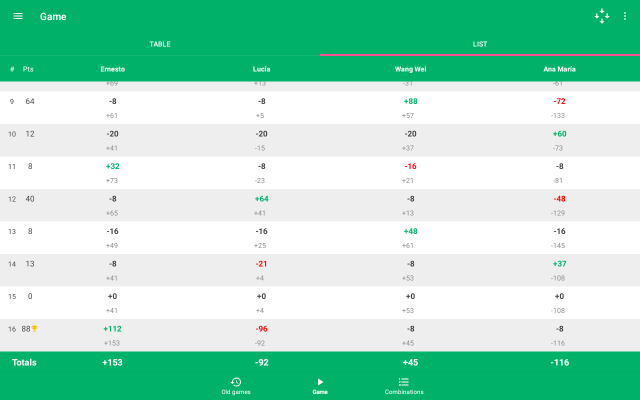 Game
TABLE LIST
# Pts Ernesto Lucía Wang Wei Ana María
+69 +13 -31 -61
9 64 -8 -8 +88 -72
+61 +5 +57 -133
10 12 -20 -20 -20 +60
+41 -15 +37 -73
11 8 +32 -8 -16 -8
+73 -23 +21 -81
12 40 -8 +64 -8 -48
+65 +41 +13 -129
13 8 -16 -16 +48 -16
+49 +25 +61 -145
14 13 -8 -21 -8 +37
+41 +4 +53 -108
15 0 +0 +0 +0 +0
+41 +4 +53 -108
16 88 +112 -96 -8 -8
+153 -92 +45 -116
Totals +153 -92 +45 -116
Old games Game Combinations